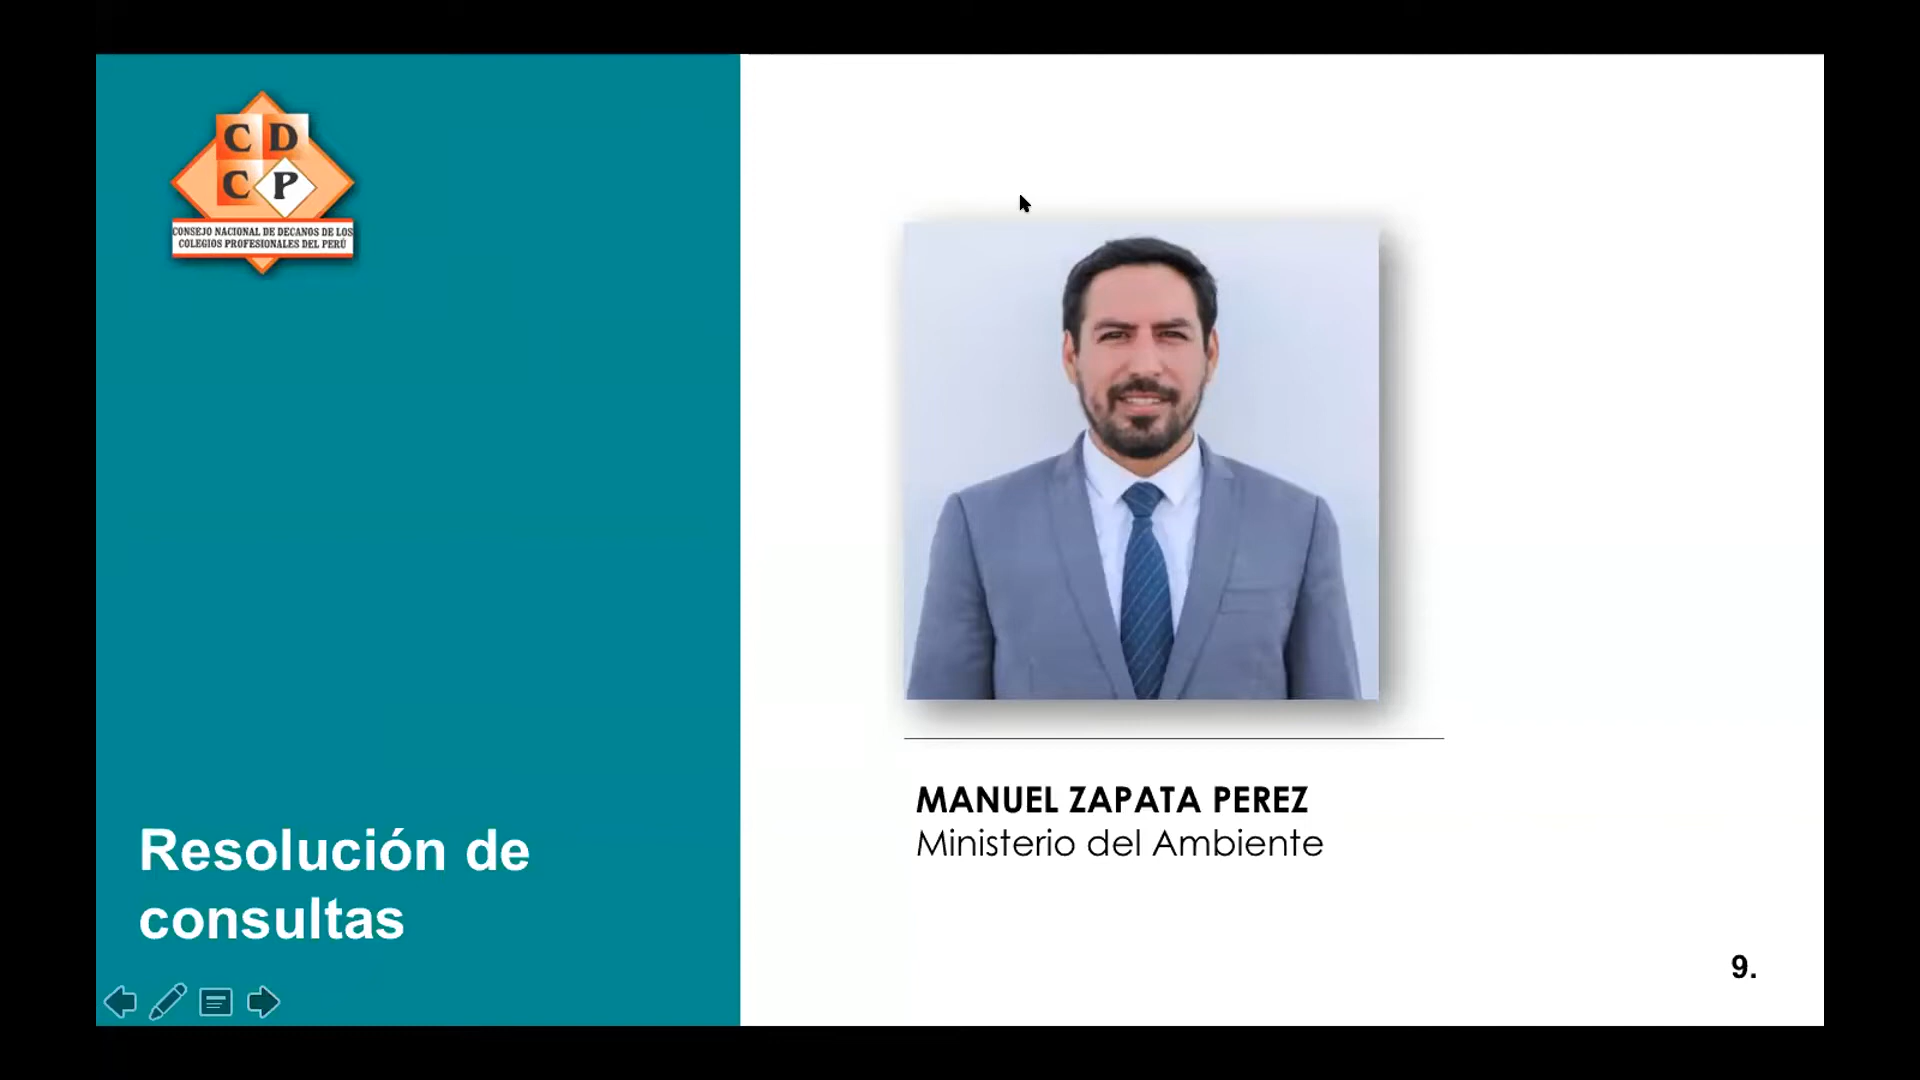 C D
C P
CONSEJO NACIONAL DE DECANOS DE LOS
COLEGIOS PROFESIONALES DEL PERÚ
Resolución de
consultas
MANUEL ZAPATA PEREZ
Ministerio del Ambiente
9.